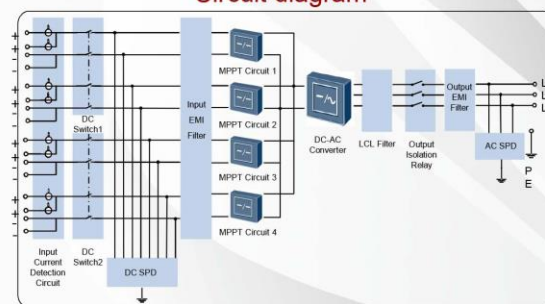 Circuit diagram
+
+
-
-
MPPT Circuit 1
+
+
-
-
DC
Switch1
Input
EMI
Filter
MPPT Circuit 2
DC-AC
Converter
LCL Filter
Output
Isolation
Relay
Output
EMI
Filter
L
L
L
AC SPD
P
E
+
+
-
-
MPPT Circuit 3
+
+
-
-
MPPT Circuit 4
Input
Current
Detection
Circuit
DC
Switch2
DC SPD